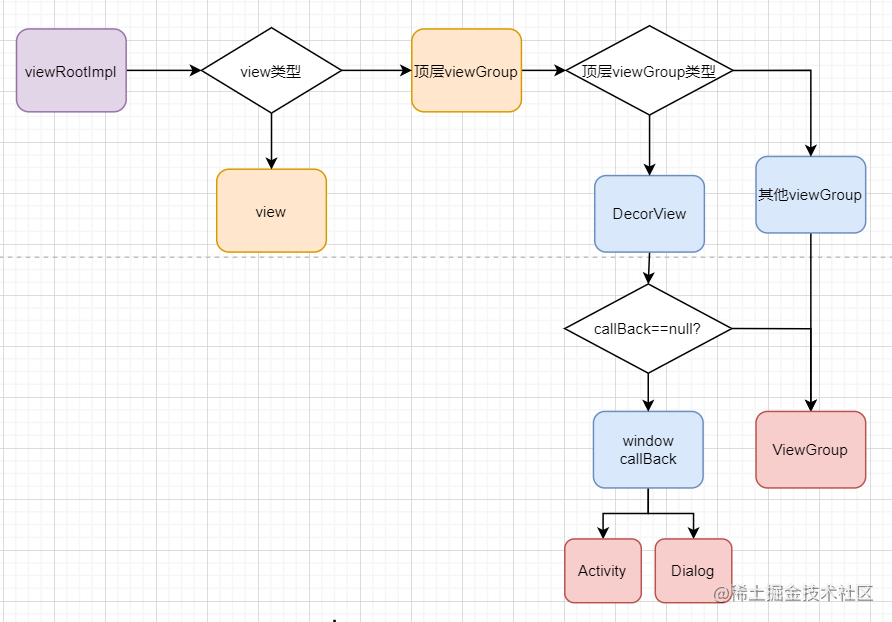 viewRootImpl
view类型
顶层viewGroup
顶层viewGroup类型
view
DecorView
其他viewGroup
callBack==null?
window
callBack
ViewGroup
Activity
Dialog
@稀土掘金技术社区